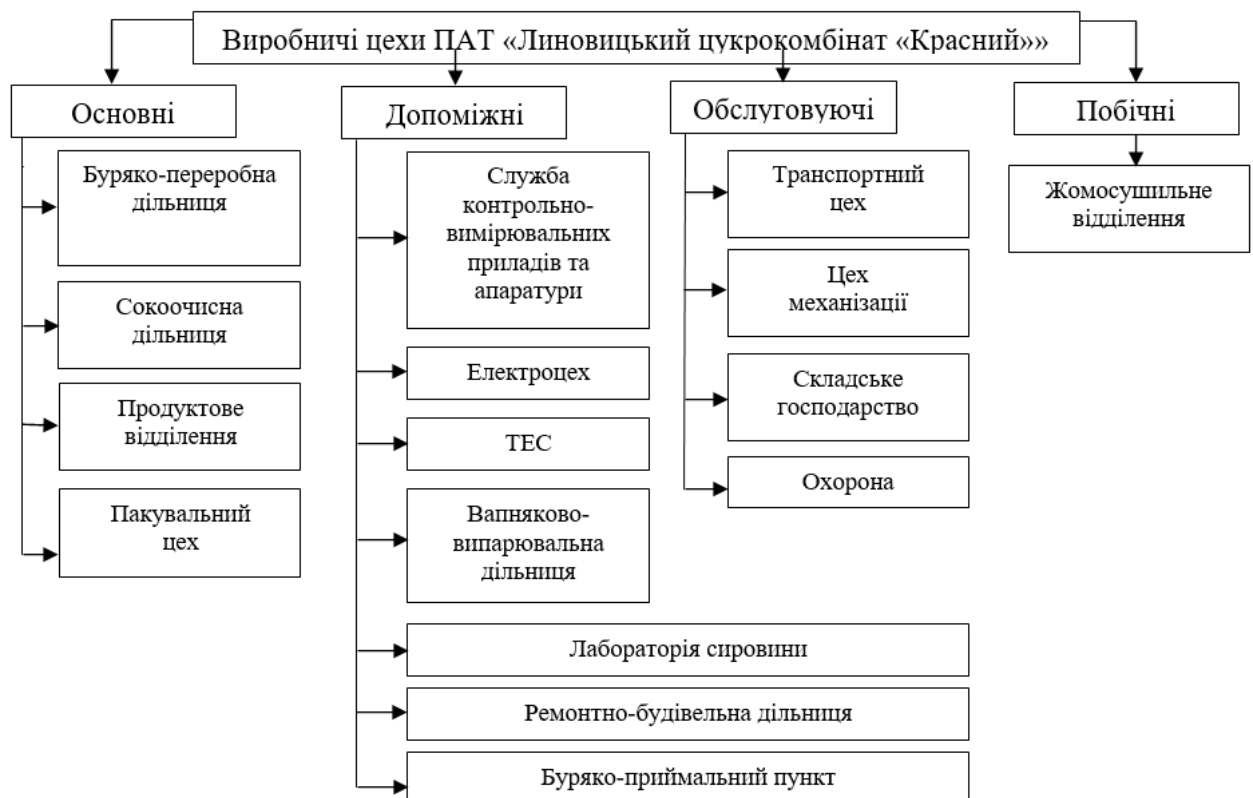 Виробничі цехи ПАТ «Линовицький цукрокомбінат «Красний»»
Основні
Буряко-переробна
дільниця
Сокоочисна
дільниця
Продуктове
відділення
Пакувальний
цех
Допоміжні
Служба
контрольно-
вимірювальних
приладів та
апаратури
Електроцех
ТЕС
Вапняково-
випарювальна
дільниця
Лабораторія сировини
Ремонтно-будівельна дільниця
Буряко-приймальний пункт
Обслуговуючі
Транспортний
цех
Цех
механізації
Складське
господарство
Охорона
Побічні
Жомосушильне
відділення